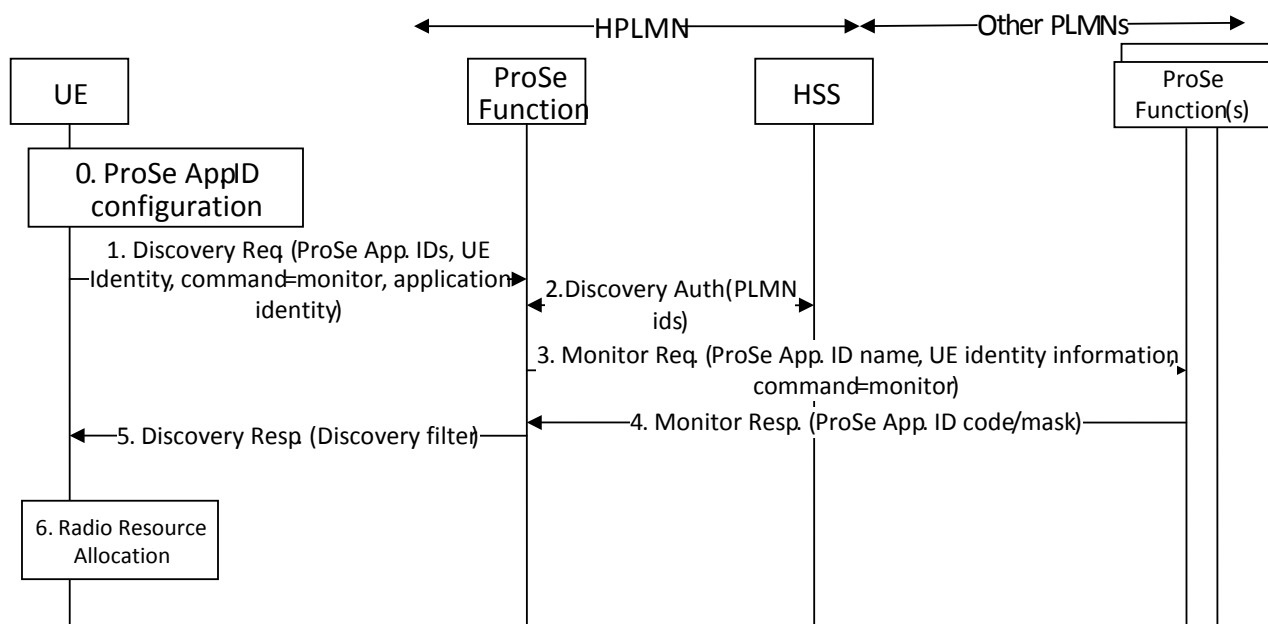 HPLMN
Other PLMNs
UE
ProSe
Function
HSS
ProSe
Function(s)
0. ProSe AppID
configuration
1. Discovery Req. (ProSe App. IDs, UE
Identity, command=monitor, application
identity)
2.Discovery Auth(PLMN
ids)
3. Monitor Req. (ProSe App. ID name, UE identity information,
command=monitor)
4. Monitor Resp. (ProSe App. ID code/mask)
5. Discovery Resp. (Discovery filter)
6. Radio Resource
Allocation